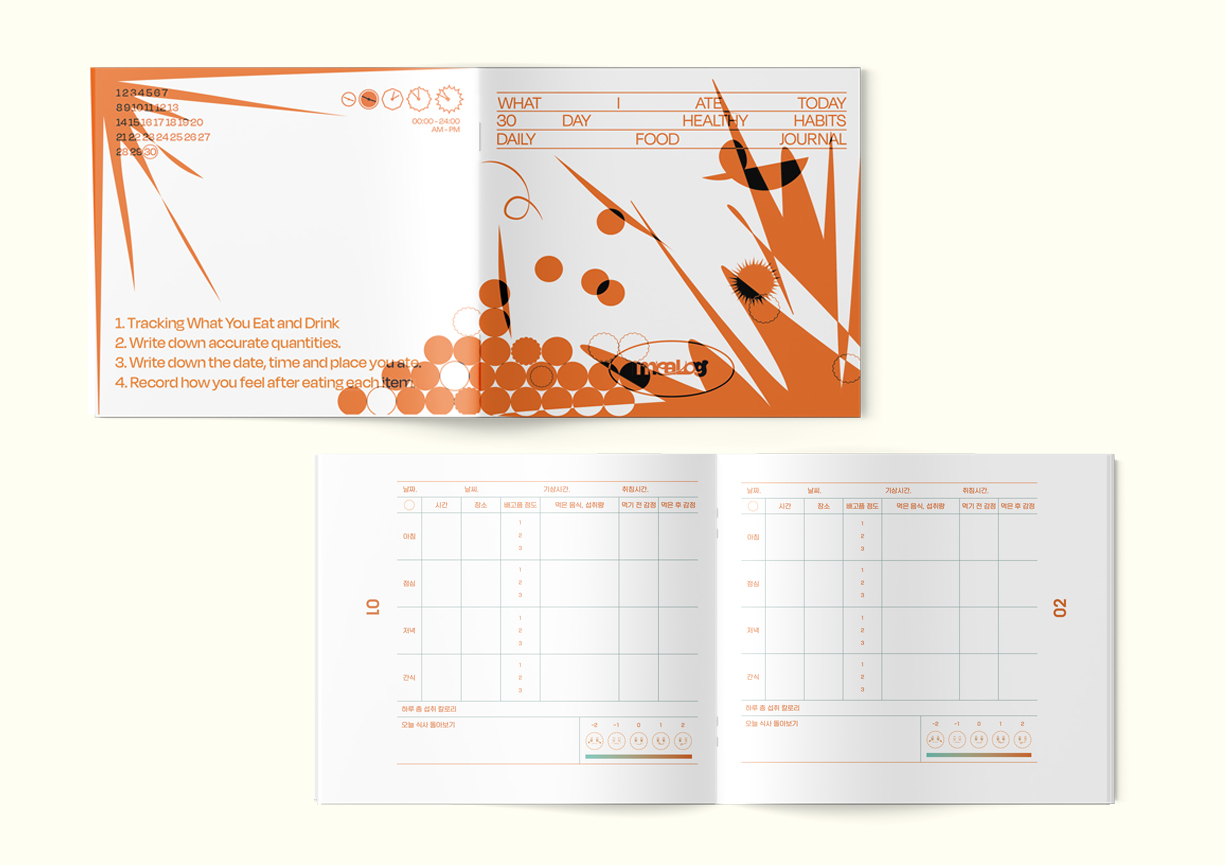 1 2 3 4 5 6 7
8 9 10 11 12 13
14 15 16 17 18 19 20
21 22 23 24 25 26 27
28 29 30
00:00 - 24:00
AM - PM
1. Tracking What You Eat and Drink
2. Write down accurate quantities.
3. Write down the date, time and place you ate.
4. Record how you feel after eating each item.
WHAT I ATE TODAY
30 DAY HEALTHY HABITS
DAILY FOOD JOURNAL
mealog
날짜. 날씨. 기상시간. 취침시간.
시간 장소 배고픔 정도 먹은 음식, 섭취량 먹기 전 감정 먹은 후 감정
아침
1
2
3
점심
1
2
3
저녁
1
2
3
간식
1
2
3
하루 총 섭취 칼로리
오늘 식사 돌아보기
-2 -1 0 1 2
01
날짜. 날씨. 기상시간. 취침시간.
시간 장소 배고픔 정도 먹은 음식, 섭취량 먹기 전 감정 먹은 후 감정
아침
1
2
3
점심
1
2
3
저녁
1
2
3
간식
1
2
3
하루 총 섭취 칼로리
오늘 식사 돌아보기
-2 -1 0 1 2
02